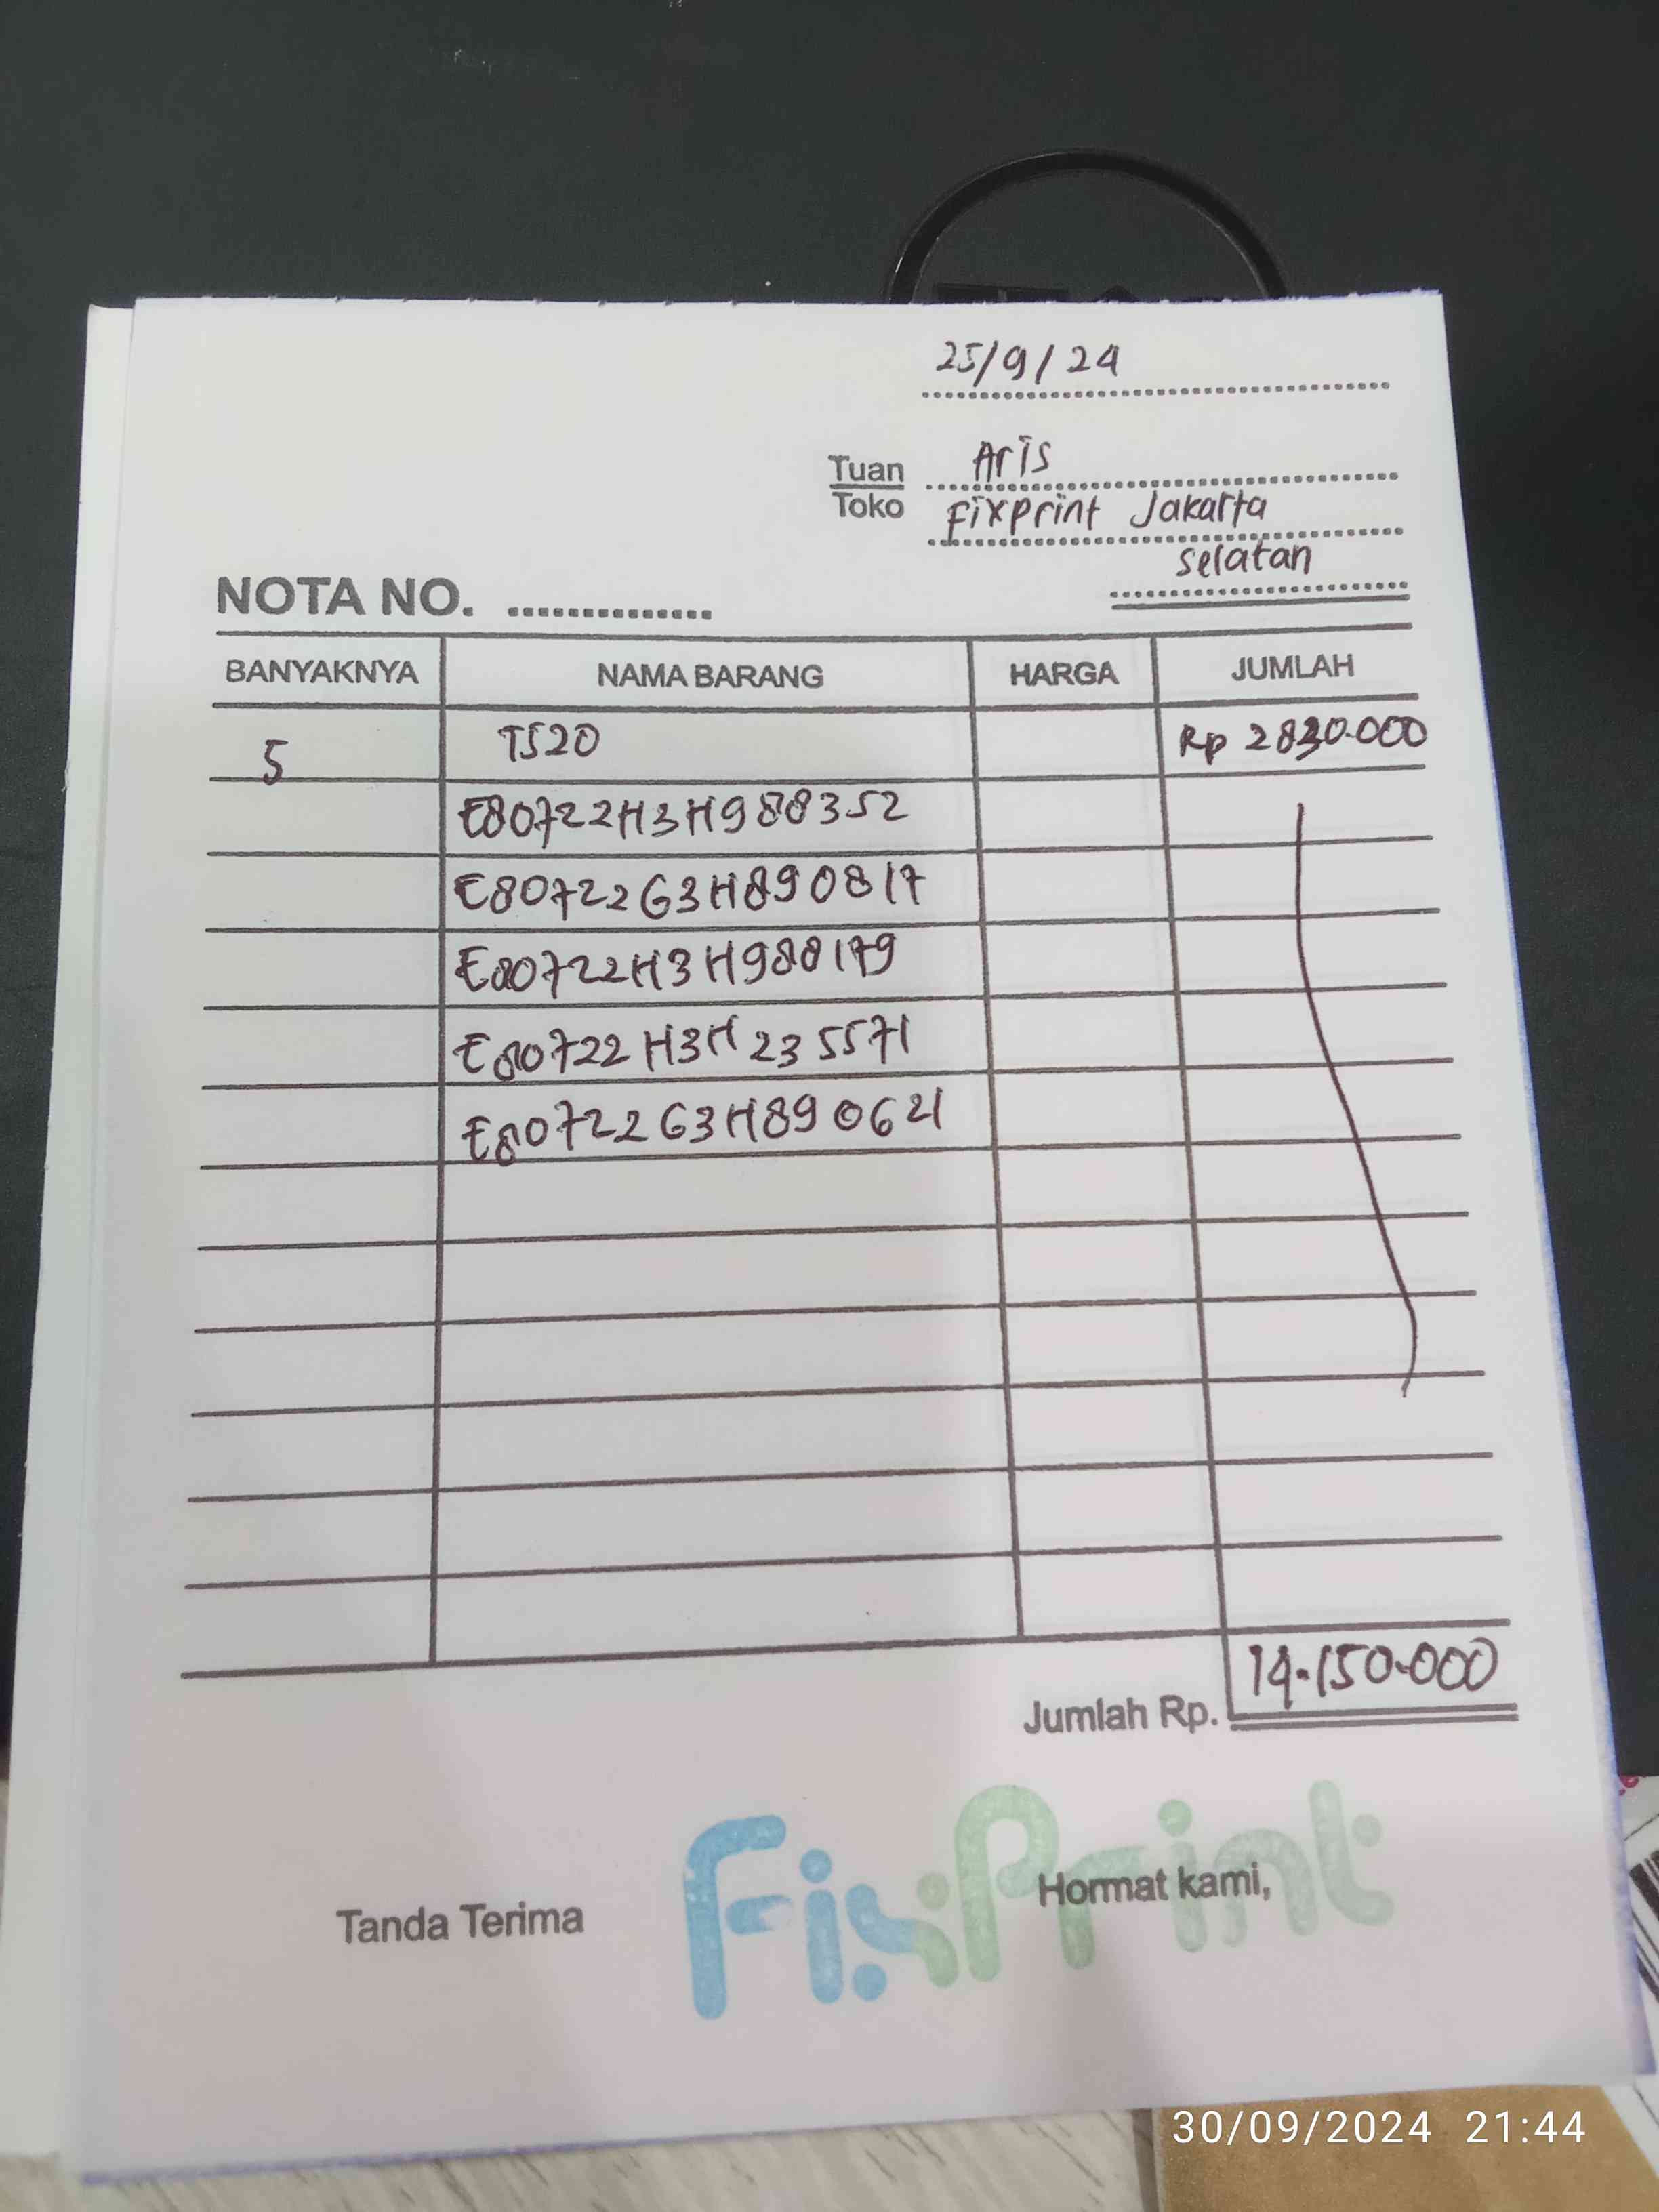 25/9/24
Tuan Aris
Toko Fixprint Jakarta
selatan
NOTA NO. ..............
BANYAKNYA NAMA BARANG HARGA JUMLAH
5 TS20 Rp 2830.000
E80722H3H988352
E80722G3H890817
E80722H3H988179
E80722H3H235571
E80722G3H890621
Jumlah Rp. 14.150.000
FixPrint
Tanda Terima Hormat kami,
30/09/2024 21:44